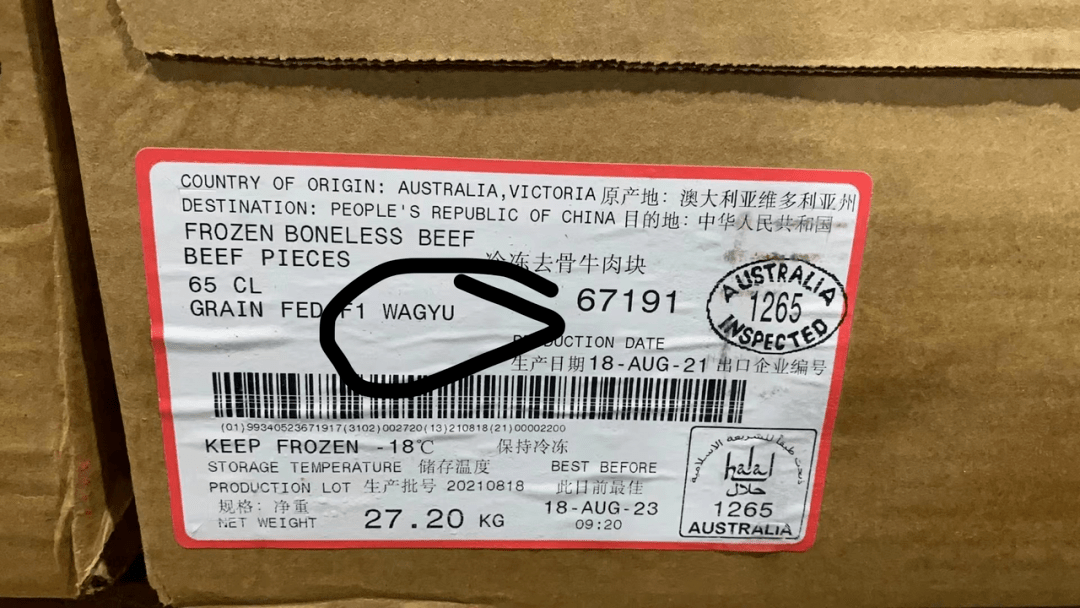 COUNTRY OF ORIGIN: AUSTRALIA,VICTORIA 原产地: 澳大利亚维多利亚州
DESTINATION: PEOPLE'S REPUBLIC OF CHINA 目的地: 中华人民共和国
FROZEN BONELESS BEEF
BEEF PIECES 冷冻去骨牛肉块
65 CL
67191
GRAIN FED F1 WAGYU
AUSTRALIA
1265
INSPECTED
PRODUCTION DATE
生产日期 18-AUG-21 出口企业编号
(01)99340523671917(3102)002720(13)210818(21)00002200
KEEP FROZEN -18℃ 保持冷冻
STORAGE TEMPERATURE 储存温度 BEST BEFORE
PRODUCTION LOT 生产批号 20210818 此日前最佳
规格: 净重 18-AUG-23
NET WEIGHT 27.20 KG 09:20
halal
حلال
1265
AUSTRALIA